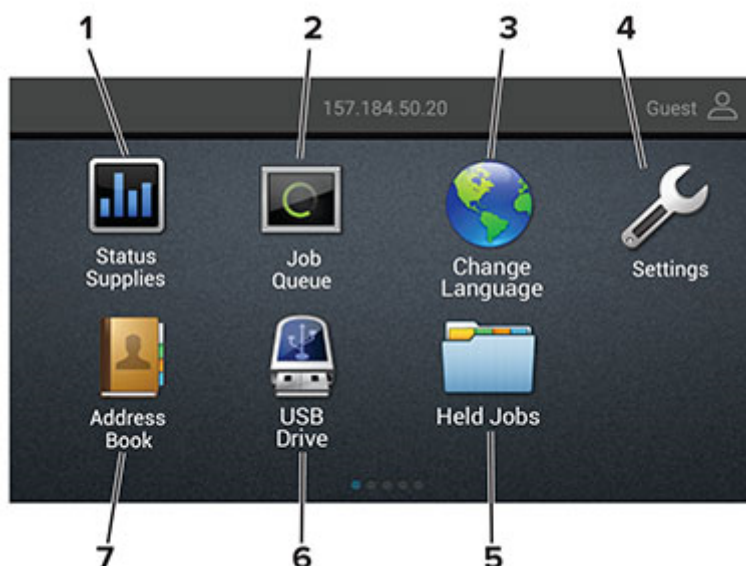 1 2 3 4
157.184.50.20 Guest
Status
Supplies
Job
Queue
Change
Language
Settings
Address
Book
USB
Drive
Held Jobs
7 6 5